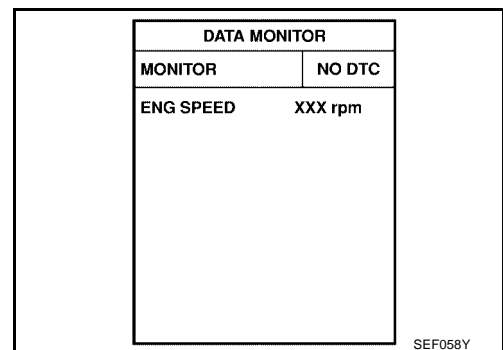 DATA MONITOR
MONITOR NO DTC
ENG SPEED XXX rpm
SEF058Y